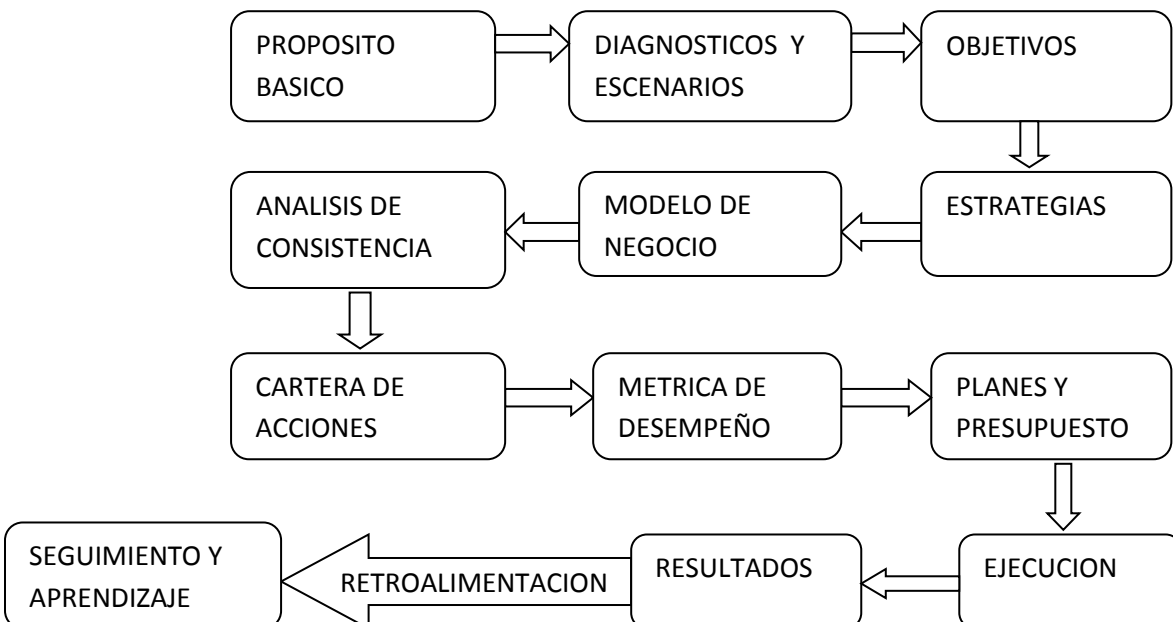 PROPOSITO
BASICO
DIAGNOSTICOS Y
ESCENARIOS
OBJETIVOS
ESTRATEGIAS
MODELO DE
NEGOCIO
ANALISIS DE
CONSISTENCIA
CARTERA DE
ACCIONES
METRICA DE
DESEMPEÑO
PLANES Y
PRESUPUESTO
EJECUCION
RESULTADOS
RETROALIMENTACION
SEGUIMIENTO Y
APRENDIZAJE